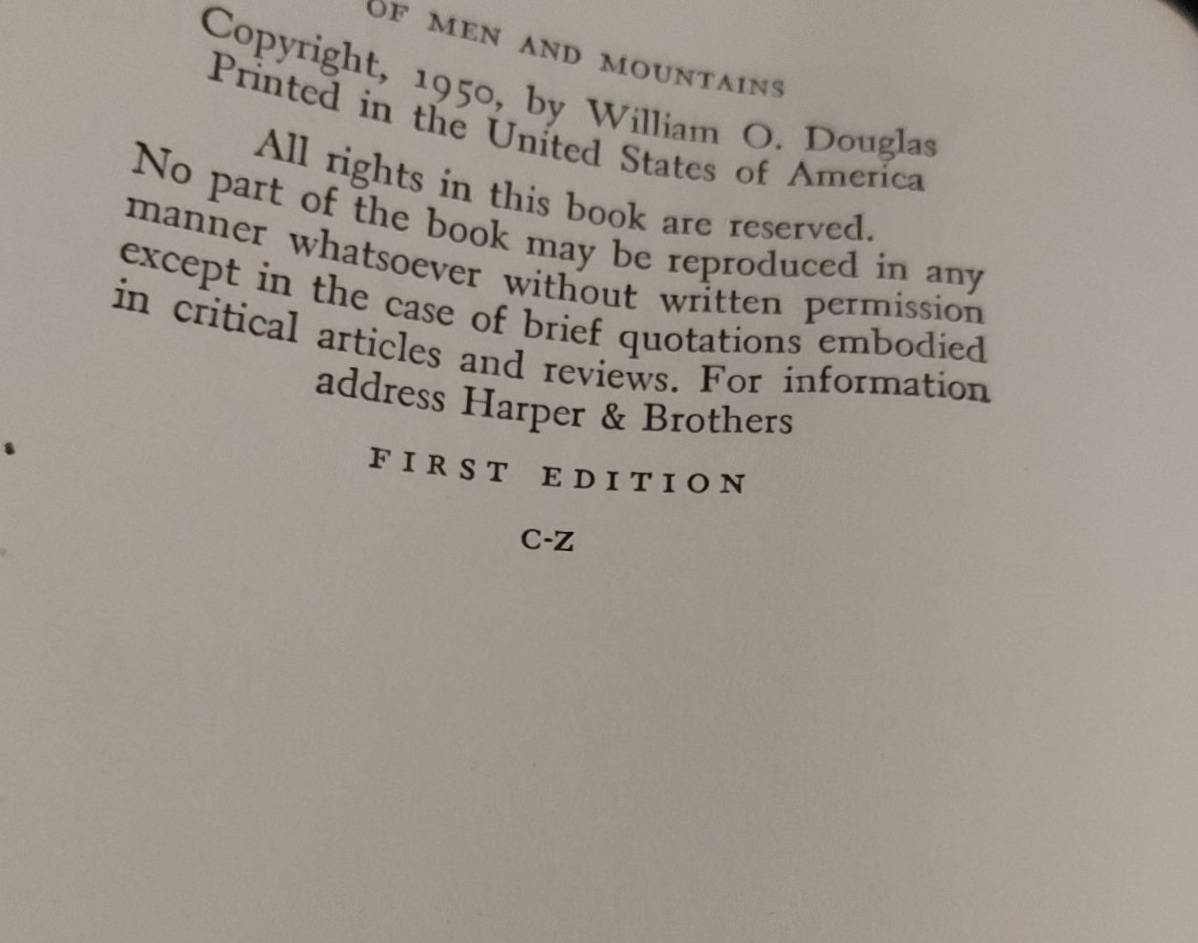 OF MEN AND MOUNTAINS
Copyright, 1950, by William O. Douglas
Printed in the United States of America
All rights in this book are reserved.
No part of the book may be reproduced in any
manner whatsoever without written permission
except in the case of brief quotations embodied
in critical articles and reviews. For information
address Harper & Brothers
FIRST EDITION
C-Z